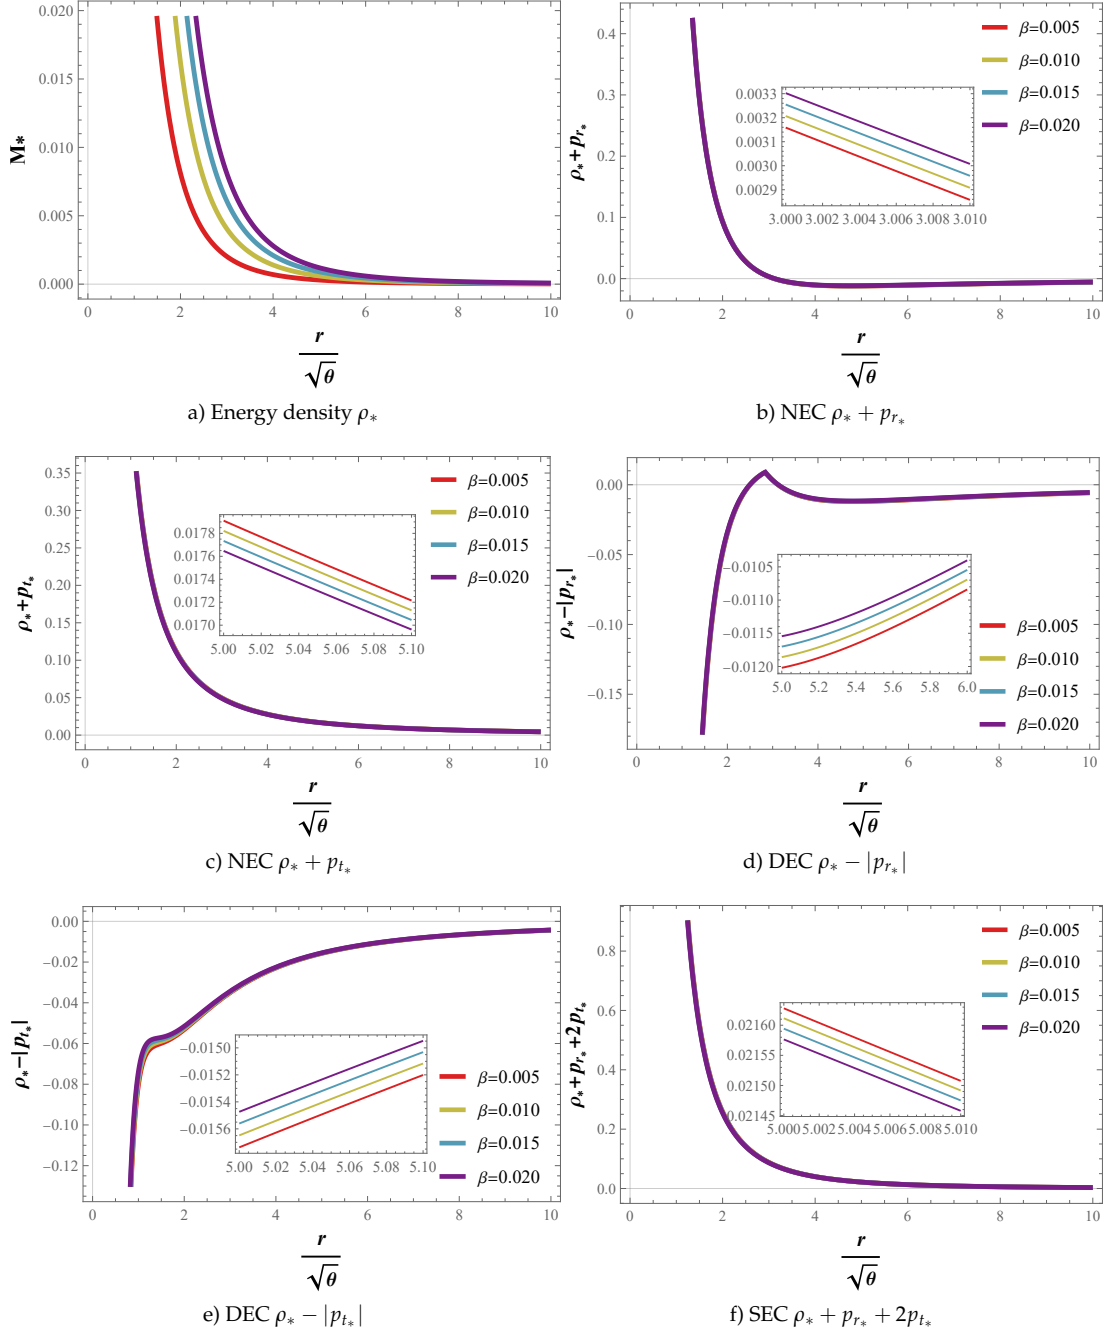 0.020
0.015
0.010
0.005
0.000
M*
0 2 4 6 8 10
r
√θ
a) Energy density ρ*
0.4
0.3
0.2
0.1
0.0
ρ*+pr*
β=0.005
β=0.010
β=0.015
β=0.020
0.0033
0.0032
0.0031
0.0030
0.0029
3.000 3.002 3.004 3.006 3.008 3.010
0 2 4 6 8 10
r
√θ
b) NEC ρ* + pr*
0.35
0.30
0.25
0.20
0.15
0.10
0.05
0.00
ρ*+pt*
β=0.005
β=0.010
β=0.015
β=0.020
0.0178
0.0176
0.0174
0.0172
0.0170
5.00 5.02 5.04 5.06 5.08 5.10
0 2 4 6 8 10
r
√θ
c) NEC ρ* + pt*
0.00
−0.05
−0.10
−0.15
ρ*−|pr*|
−0.0105
−0.0110
−0.0115
−0.0120
5.0 5.2 5.4 5.6 5.8 6.0
β=0.005
β=0.010
β=0.015
β=0.020
0 2 4 6 8 10
r
√θ
d) DEC ρ* − |pr*|
0.00
−0.02
−0.04
−0.06
−0.08
−0.10
−0.12
ρ*−|pt*|
−0.0150
−0.0152
−0.0154
−0.0156
5.00 5.02 5.04 5.06 5.08 5.10
β=0.005
β=0.010
β=0.015
β=0.020
0 2 4 6 8 10
r
√θ
e) DEC ρ* − |pt*|
0.8
0.6
0.4
0.2
0.0
ρ*+pr*+2pt*
β=0.005
β=0.010
β=0.015
β=0.020
0.02160
0.02155
0.02150
0.02145
5.000 5.002 5.004 5.006 5.008 5.010
0 2 4 6 8 10
r
√θ
f) SEC ρ* + pr* + 2pt*